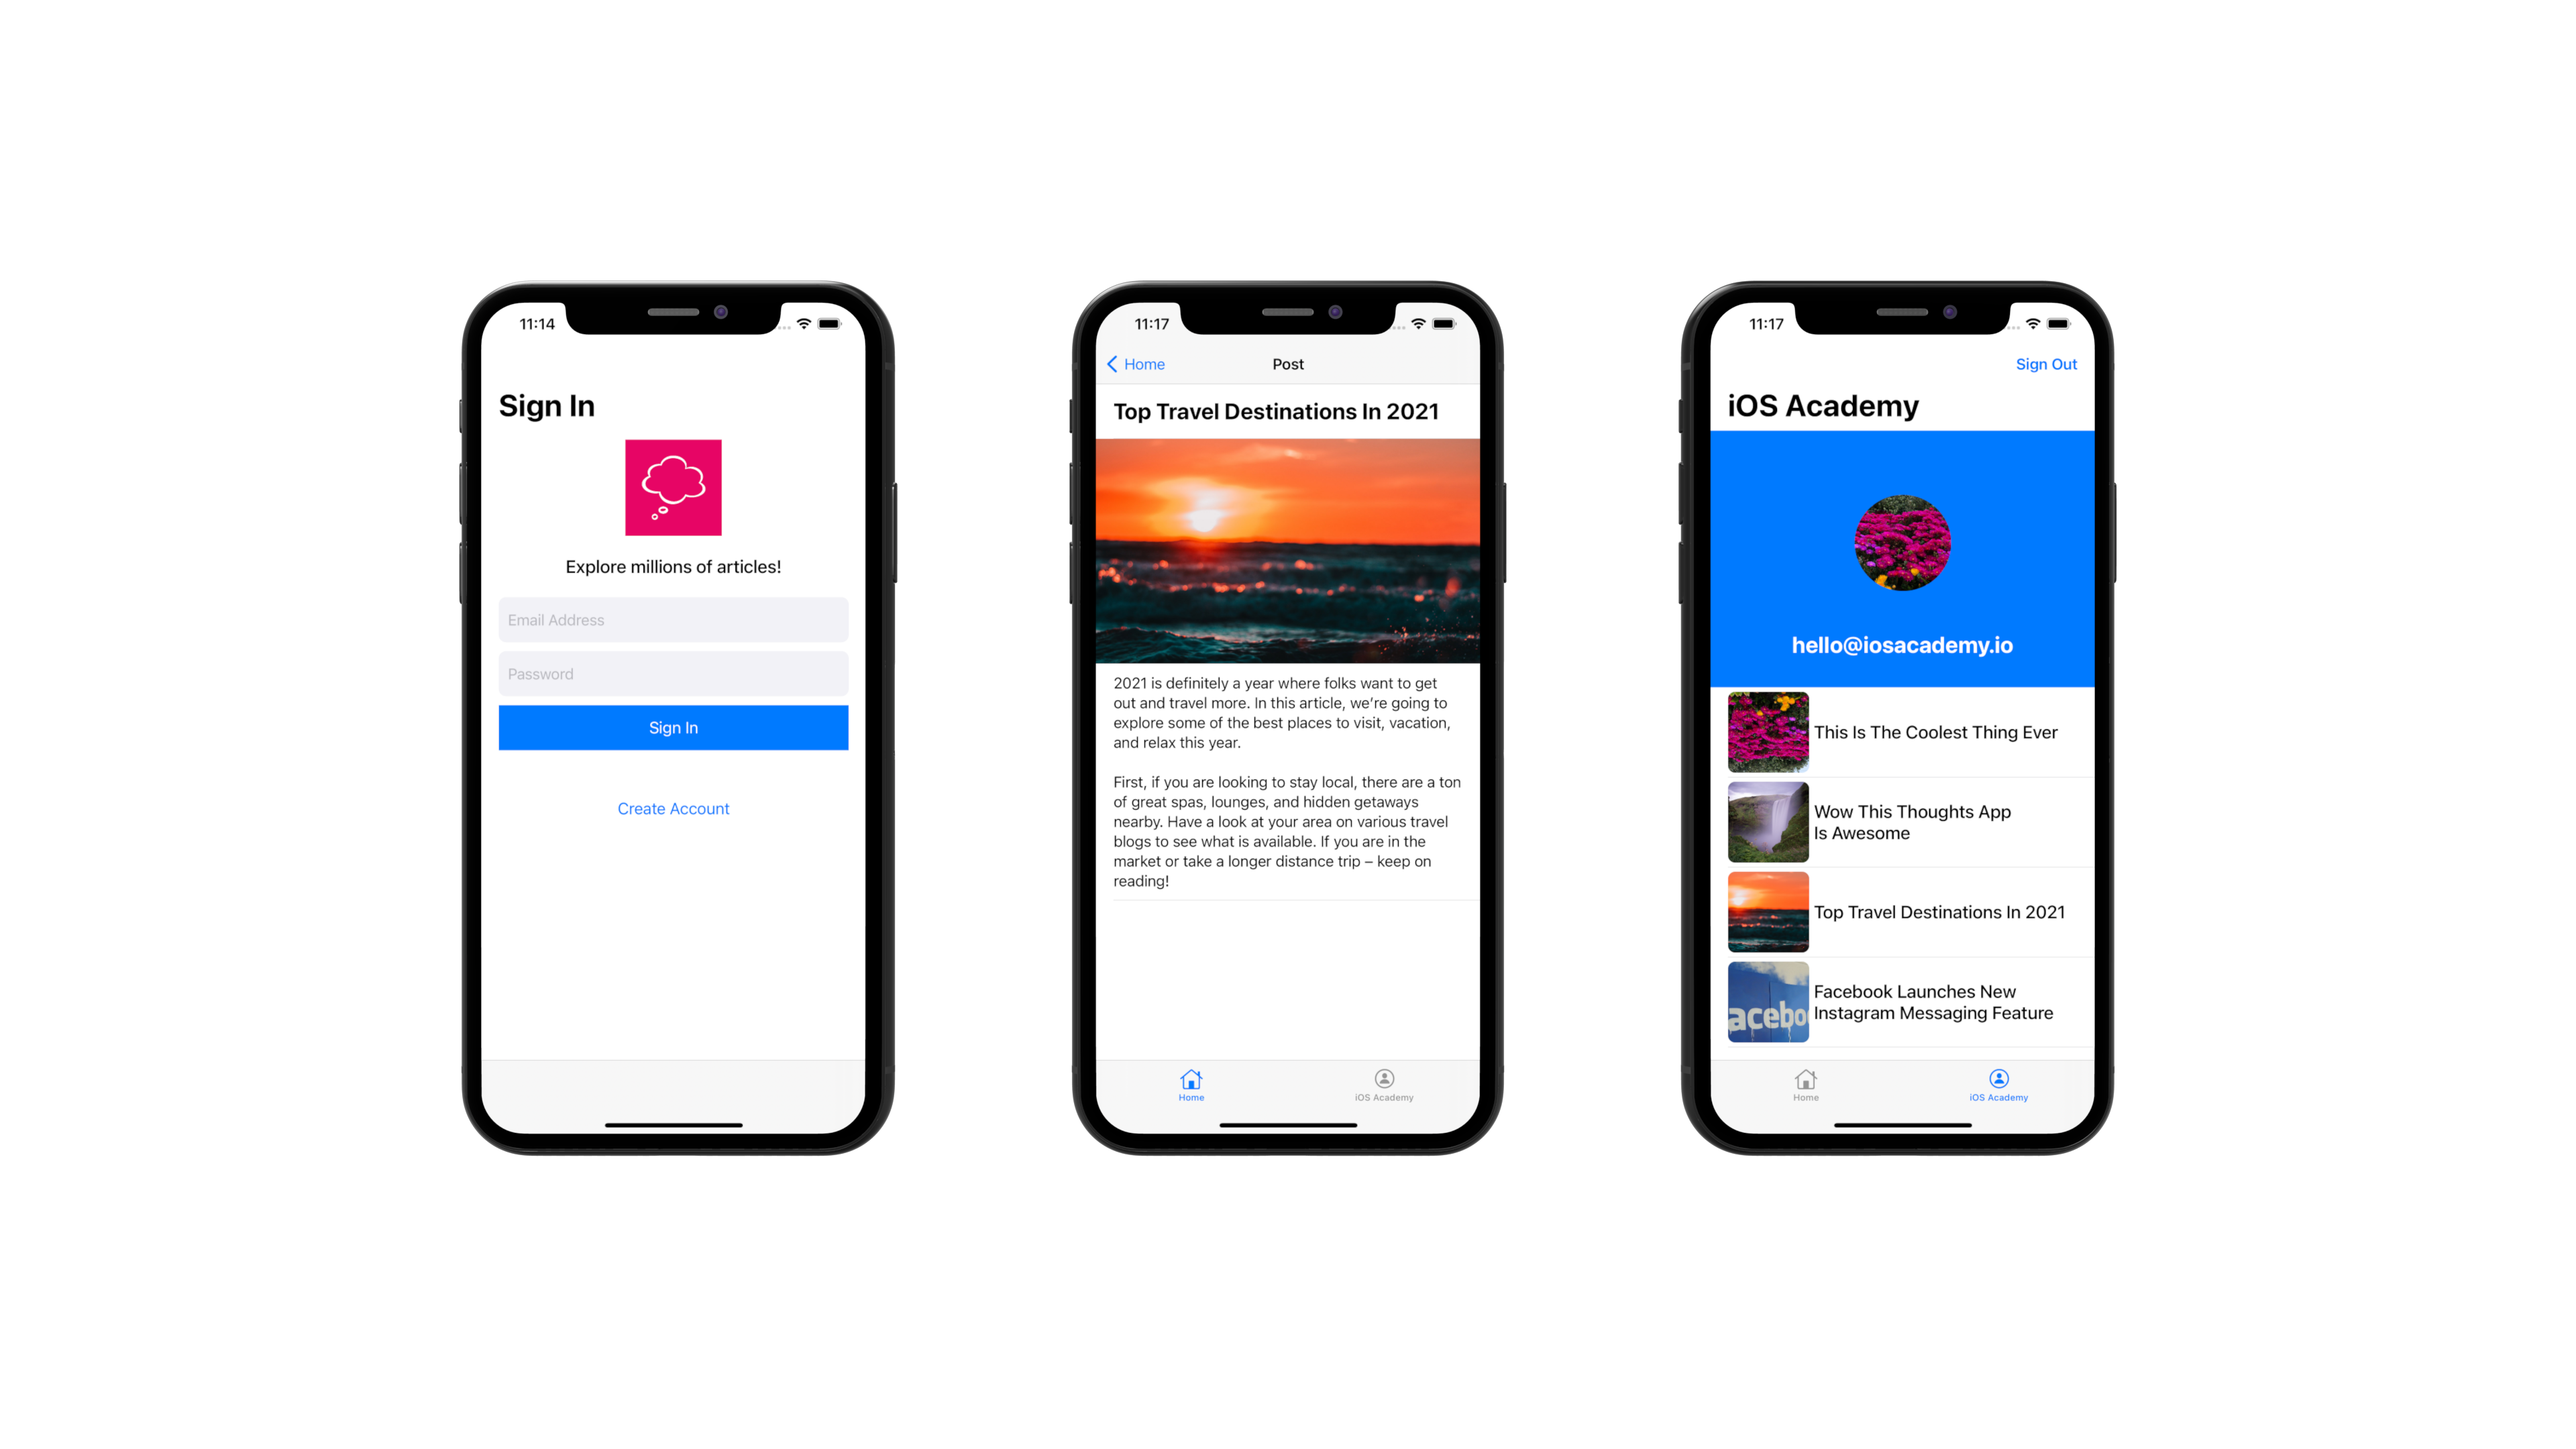 11:14
Sign In
Explore millions of articles!
Email Address
Password
Sign In
Create Account
11:17
Home
Post
Top Travel Destinations In 2021
2021 is definitely a year where folks want to get
out and travel more. In this article, we're going to
explore some of the best places to visit, vacation,
and relax this year.
First, if you are looking to stay local, there are a ton
of great spas, lounges, and hidden getaways
nearby. Have a look at your area on various travel
blogs to see what is available. If you are in the
market or take a longer distance trip – keep on
reading!
Home
iOS Academy
11:17
Sign Out
iOS Academy
hello@iosacademy.io
This Is The Coolest Thing Ever
Wow This Thoughts App
Is Awesome
Top Travel Destinations In 2021
acebo
Facebook Launches New
Instagram Messaging Feature
Home
iOS Academy